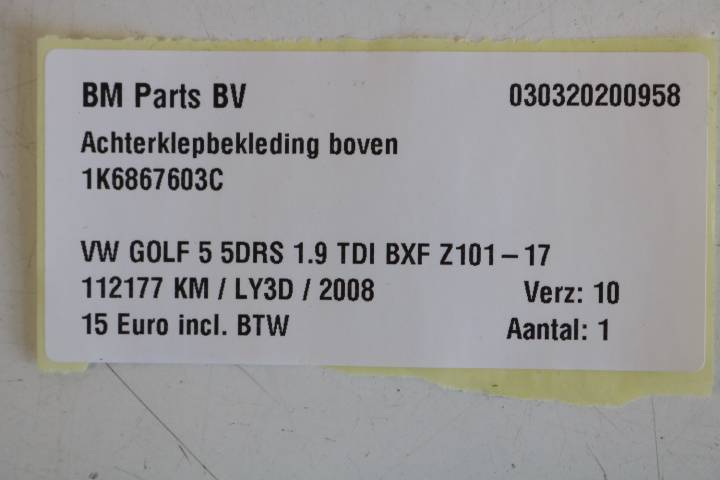 BM Parts BV 030320200958
Achterklepbekleding boven
1K6867603C
VW GOLF 5 5DRS 1.9 TDI BXF Z101-17
112177 KM / LY3D / 2008 Verz: 10
15 Euro incl. BTW Aantal: 1